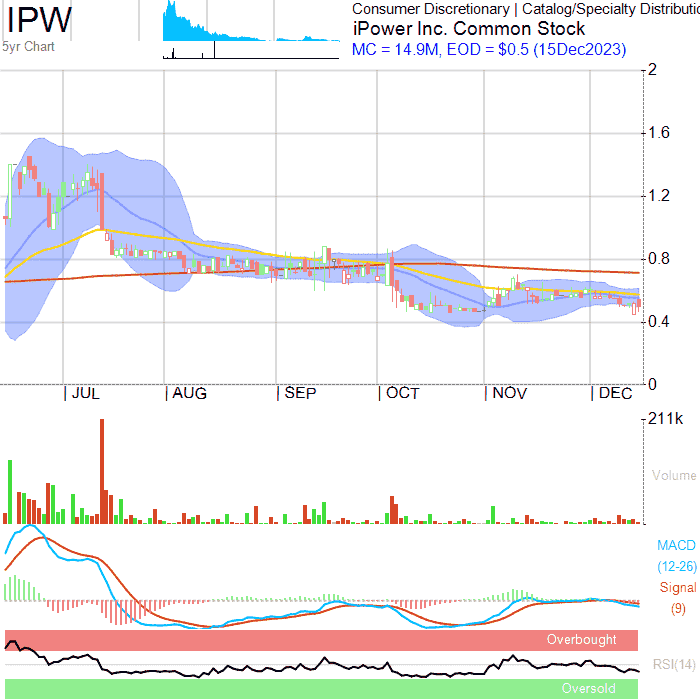 IPW
5yr Chart
Consumer Discretionary | Catalog/Specialty Distributio
iPower Inc. Common Stock
MC = 14.9M, EOD = $0.5 (15Dec2023)
2
1.6
1.2
0.8
0.4
0
JUL AUG SEP OCT NOV DEC
211k
Volume
MACD
(12-26)
Signal
(9)
Overbought
RSI(14)
Oversold